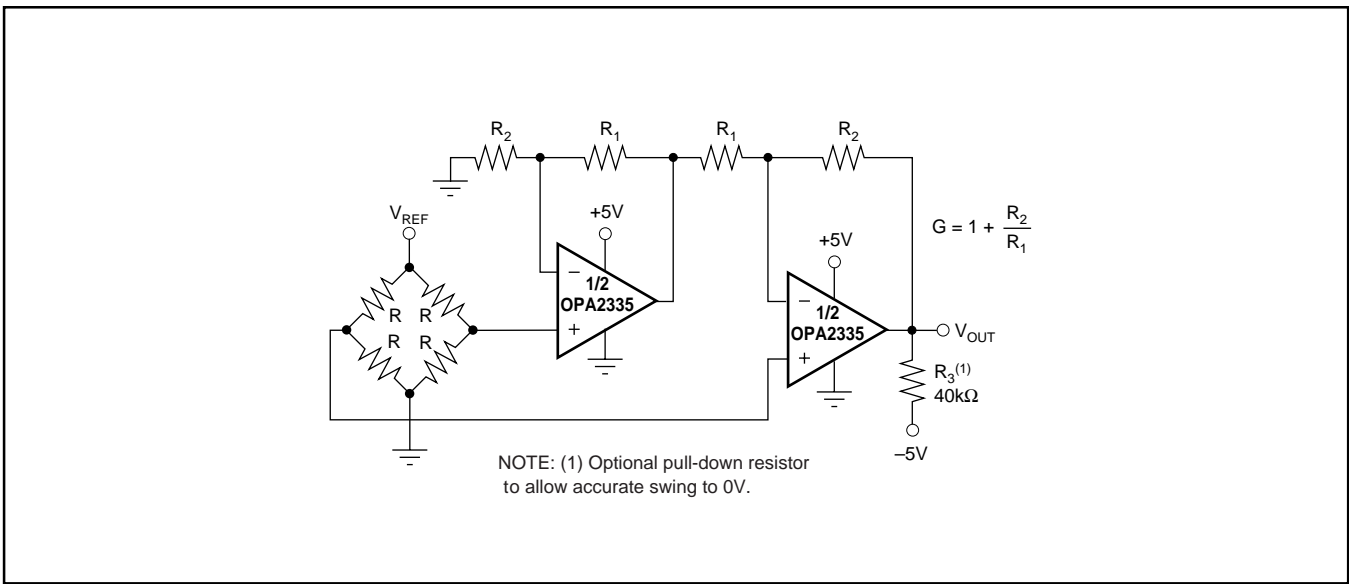 R2
R1
R1
R2
VREF
+5V
+5V
G = 1 + R2
R1
−
1/2
OPA2335
+
−
1/2
OPA2335
+
R R
R R
VOUT
R3(1)
40kΩ
–5V
NOTE: (1) Optional pull-down resistor
to allow accurate swing to 0V.